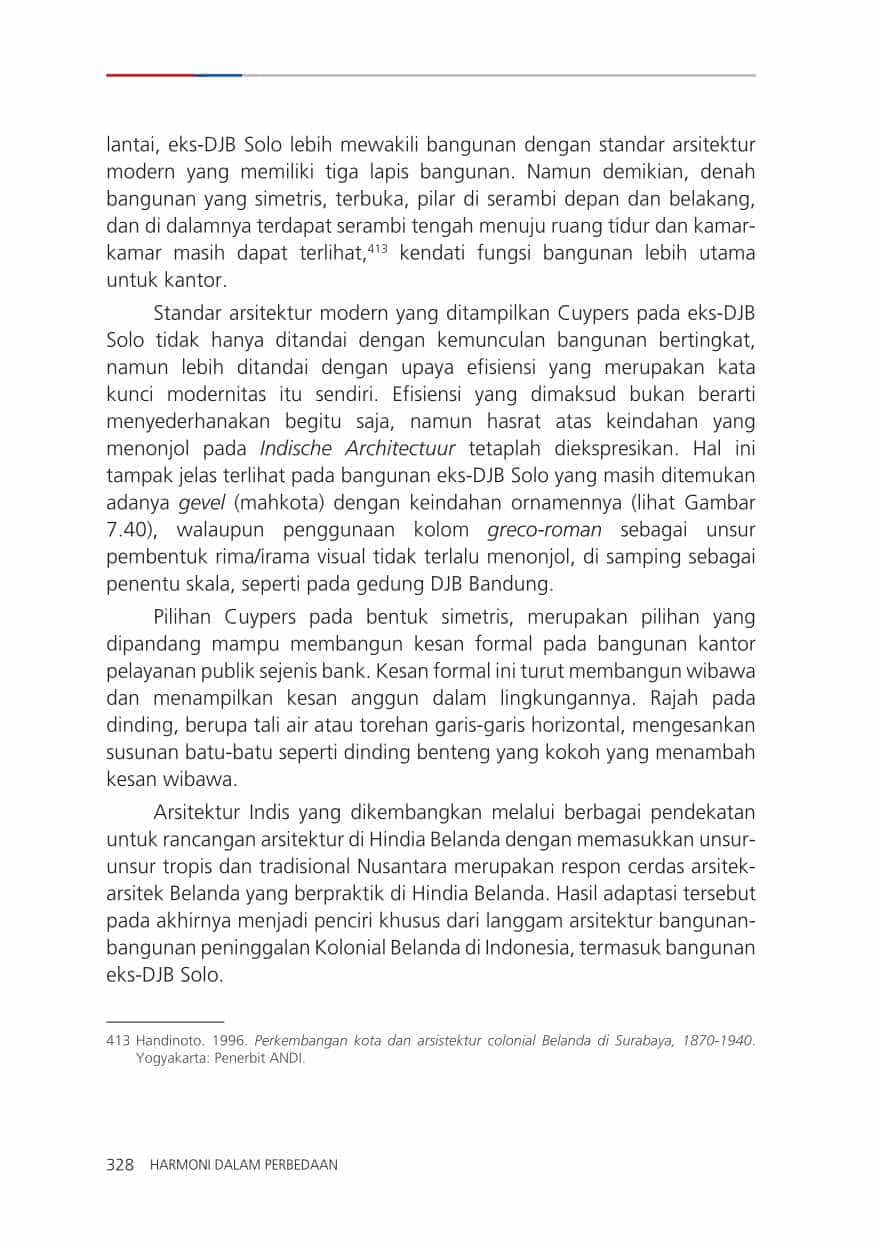 lantai, eks-DJB Solo lebih mewakili bangunan dengan standar arsitektur
modern yang memiliki tiga lapis bangunan. Namun demikian, denah
bangunan yang simetris, terbuka, pilar di serambi depan dan belakang,
dan di dalamnya terdapat serambi tengah menuju ruang tidur dan kamar-
kamar masih dapat terlihat,413 kendati fungsi bangunan lebih utama
untuk kantor.
Standar arsitektur modern yang ditampilkan Cuypers pada eks-DJB
Solo tidak hanya ditandai dengan kemunculan bangunan bertingkat,
namun lebih ditandai dengan upaya efisiensi yang merupakan kata
kunci modernitas itu sendiri. Efisiensi yang dimaksud bukan berarti
menyederhanakan begitu saja, namun hasrat atas keindahan yang
menonjol pada Indische Architectuur tetaplah diekspresikan. Hal ini
tampak jelas terlihat pada bangunan eks-DJB Solo yang masih ditemukan
adanya gevel (mahkota) dengan keindahan ornamennya (lihat Gambar
7.40), walaupun penggunaan kolom greco-roman sebagai unsur
pembentuk rima/irama visual tidak terlalu menonjol, di samping sebagai
penentu skala, seperti pada gedung DJB Bandung.
Pilihan Cuypers pada bentuk simetris, merupakan pilihan yang
dipandang mampu membangun kesan formal pada bangunan kantor
pelayanan publik sejenis bank. Kesan formal ini turut membangun wibawa
dan menampilkan kesan anggun dalam lingkungannya. Rajah pada
dinding, berupa tali air atau torehan garis-garis horizontal, mengesankan
susunan batu-batu seperti dinding benteng yang kokoh yang menambah
kesan wibawa.
Arsitektur Indis yang dikembangkan melalui berbagai pendekatan
untuk rancangan arsitektur di Hindia Belanda dengan memasukkan unsur-
unsur tropis dan tradisional Nusantara merupakan respon cerdas arsitek-
arsitek Belanda yang berpraktik di Hindia Belanda. Hasil adaptasi tersebut
pada akhirnya menjadi penciri khusus dari langgam arsitektur bangunan-
bangunan peninggalan Kolonial Belanda di Indonesia, termasuk bangunan
eks-DJB Solo.
413 Handinoto. 1996. Perkembangan kota dan arsistektur colonial Belanda di Surabaya, 1870-1940.
Yogyakarta: Penerbit ANDI.
328 HARMONI DALAM PERBEDAAN